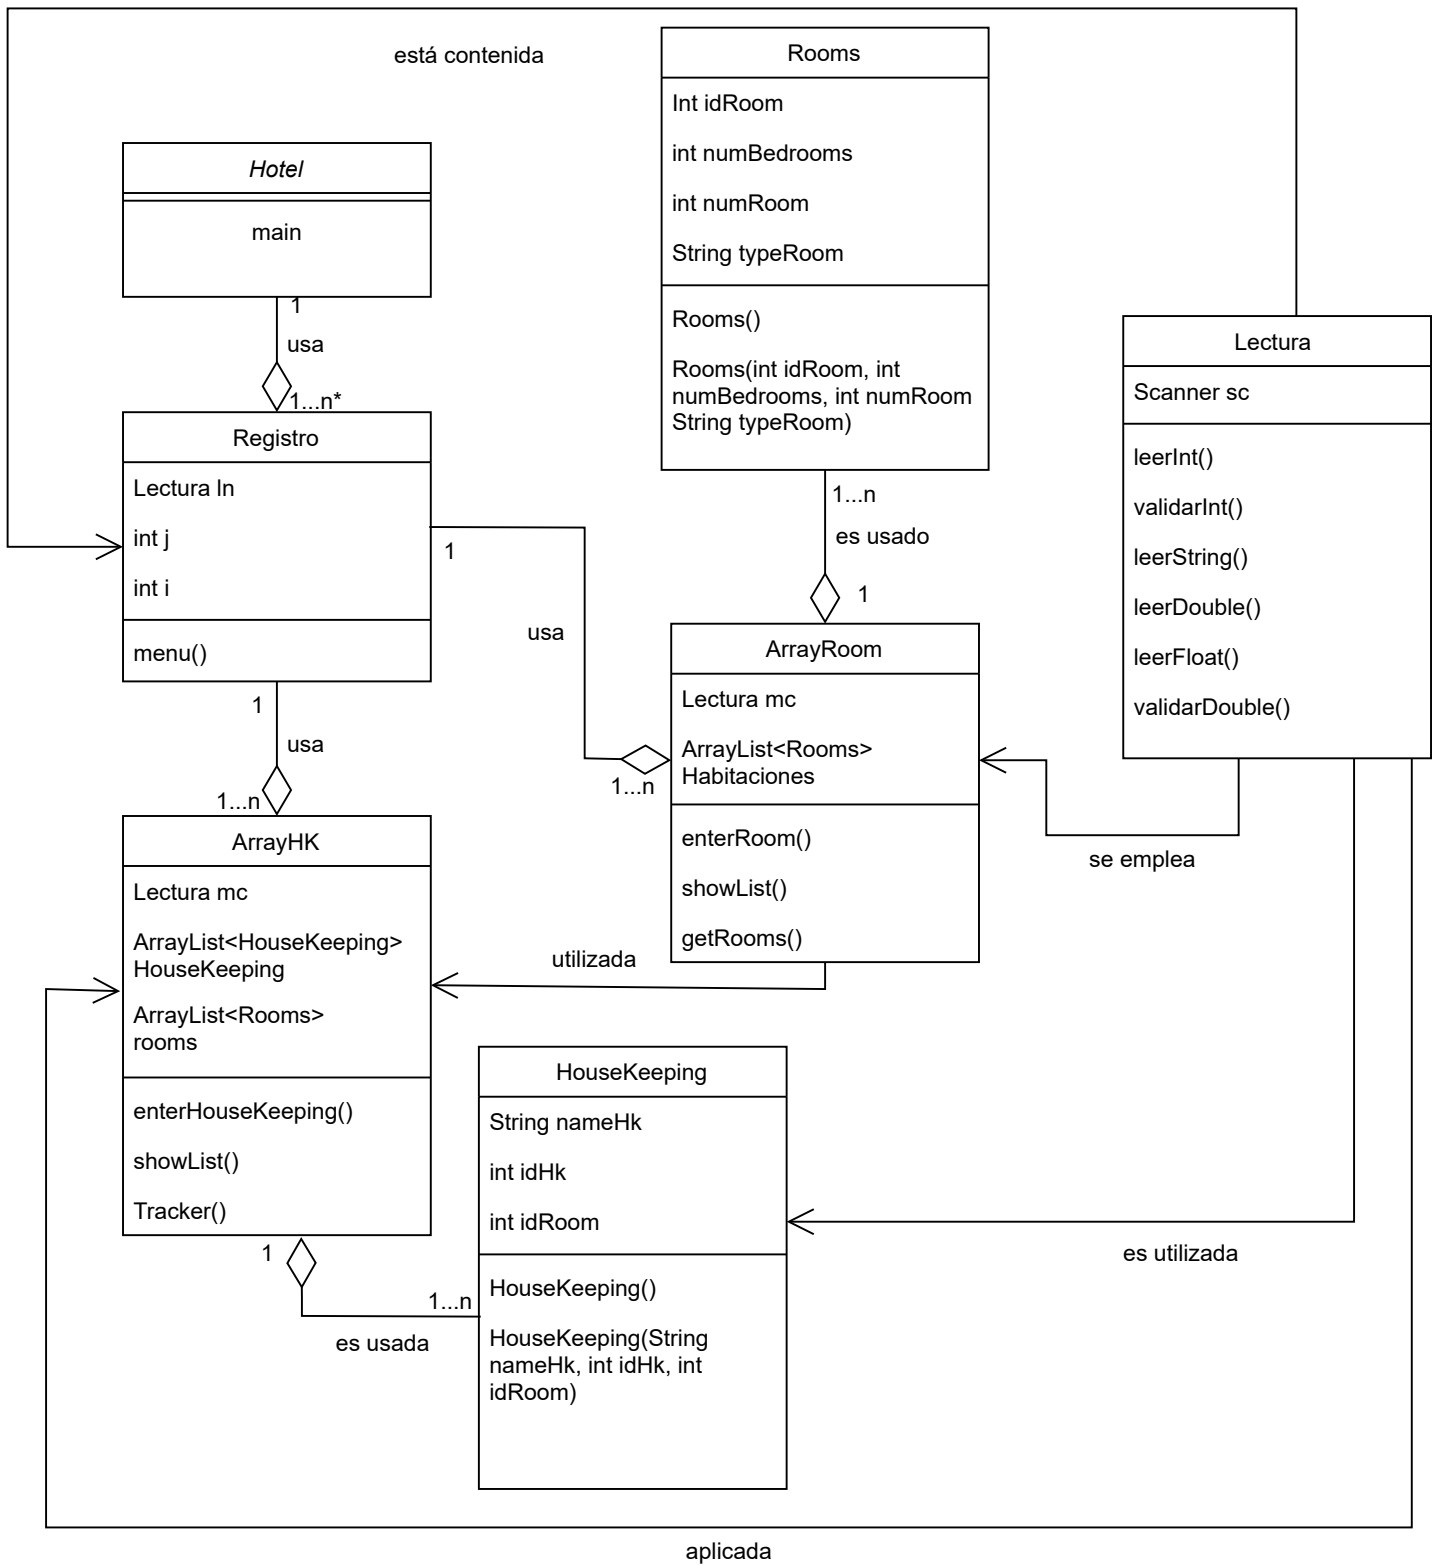 está contenida
Rooms
Int idRoom
int numBedrooms
int numRoom
String typeRoom
Rooms()
Rooms(int idRoom, int
numBedrooms, int numRoom
String typeRoom)
Hotel
main
1
usa
1...n*
Registro
Lectura ln
int j
int i
menu()
1
usa
1...n
1
usa
1...n
1...n
es usado
1
ArrayRoom
Lectura mc
ArrayList<Rooms>
Habitaciones
enterRoom()
showList()
getRooms()
Lectura
Scanner sc
leerInt()
validarInt()
leerString()
leerDouble()
leerFloat()
validarDouble()
se emplea
utilizada
ArrayHK
Lectura mc
ArrayList<HouseKeeping>
HouseKeeping
ArrayList<Rooms>
rooms
enterHouseKeeping()
showList()
Tracker()
1
1...n
es usada
HouseKeeping
String nameHk
int idHk
int idRoom
HouseKeeping()
HouseKeeping(String
nameHk, int idHk, int
idRoom)
es utilizada
aplicada